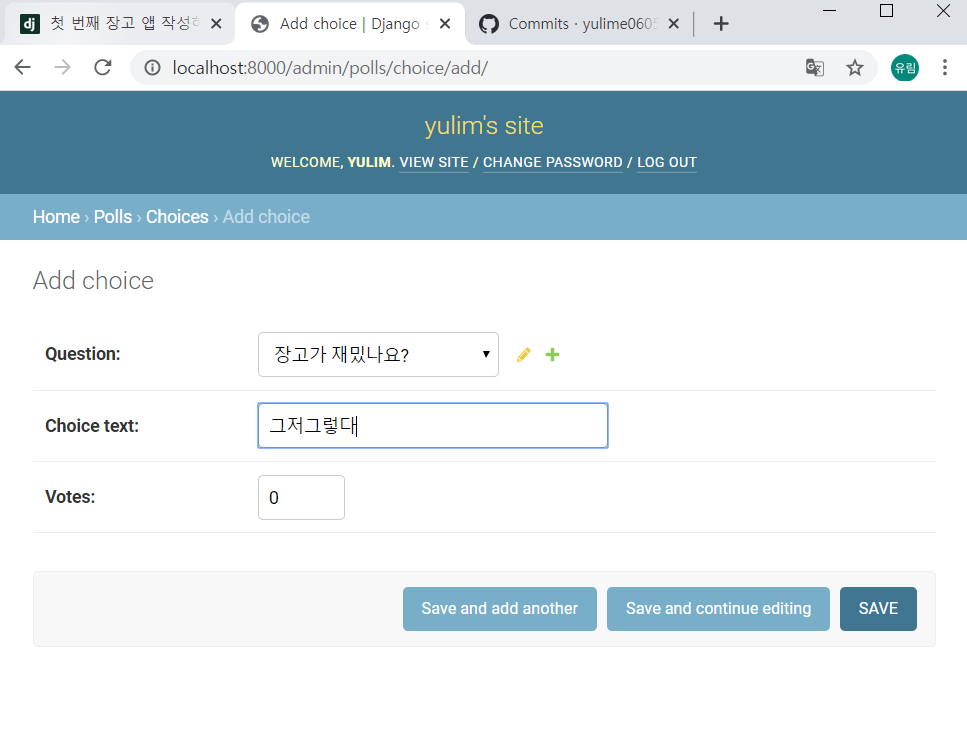 첫 번째 장고 앱 작성하
Add choice | Django s
Commits · yulime0605
localhost:8000/admin/polls/choice/add/
유림
yulim's site
WELCOME, YULIM. VIEW SITE / CHANGE PASSWORD / LOG OUT
Home › Polls › Choices › Add choice
Add choice
Question: 장고가 재밌나요?
Choice text: 그저그렇다
Votes: 0
Save and add another Save and continue editing SAVE